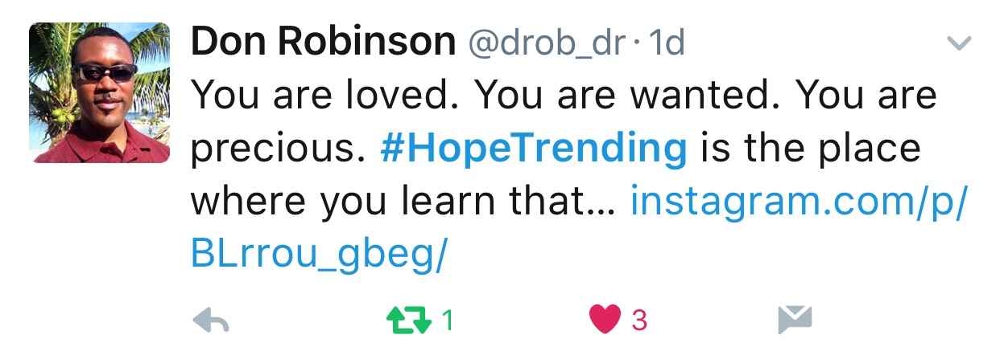 Don Robinson @drob_dr · 1d
You are loved. You are wanted. You are
precious. #HopeTrending is the place
where you learn that... instagram.com/p/
BLrrou_gbeg/
1 3